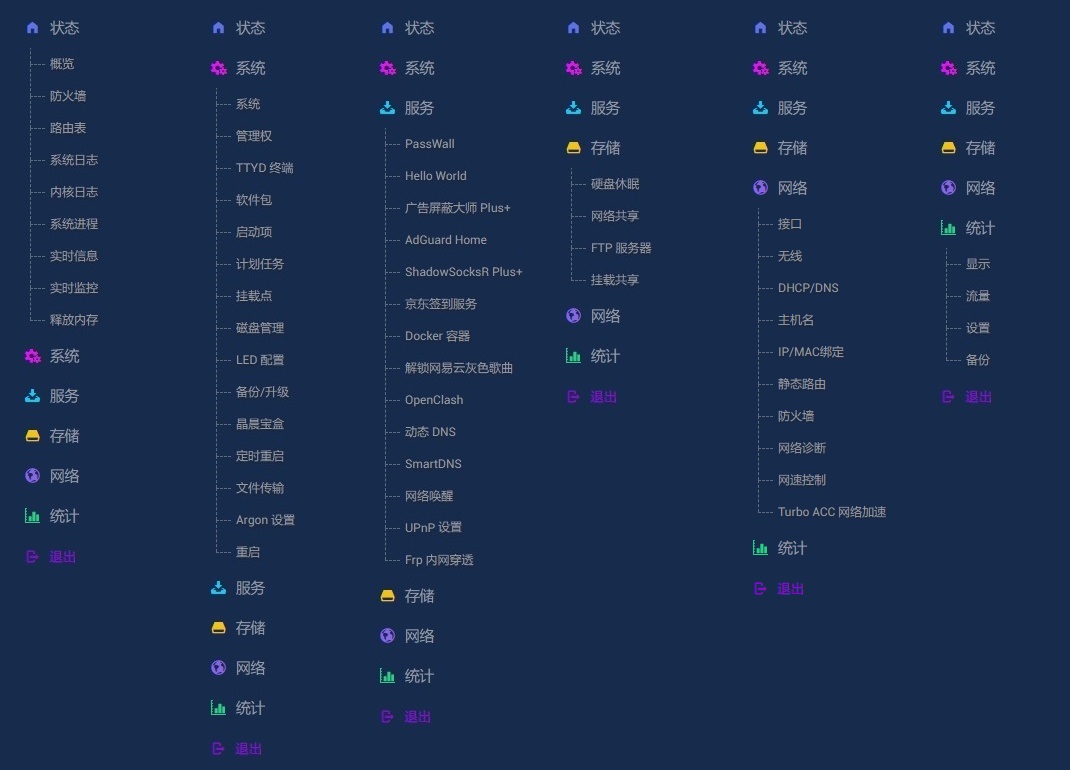 状态
概览
防火墙
路由表
系统日志
内核日志
系统进程
实时信息
实时监控
释放内存
系统
服务
存储
网络
统计
退出
状态
系统
系统
管理权
TTYD 终端
软件包
启动项
计划任务
挂载点
磁盘管理
LED 配置
备份/升级
晶晨宝盒
定时重启
文件传输
Argon 设置
重启
服务
存储
网络
统计
退出
状态
系统
服务
PassWall
Hello World
广告屏蔽大师 Plus+
AdGuard Home
ShadowSocksR Plus+
京东签到服务
Docker 容器
解锁网易云灰色歌曲
OpenClash
动态 DNS
SmartDNS
网络唤醒
UPnP 设置
Frp 内网穿透
存储
网络
统计
退出
状态
系统
服务
存储
硬盘休眠
网络共享
FTP 服务器
挂载共享
网络
统计
退出
状态
系统
服务
存储
网络
接口
无线
DHCP/DNS
主机名
IP/MAC绑定
静态路由
防火墙
网络诊断
网速控制
Turbo ACC 网络加速
统计
退出
状态
系统
服务
存储
网络
统计
显示
流量
设置
备份
退出